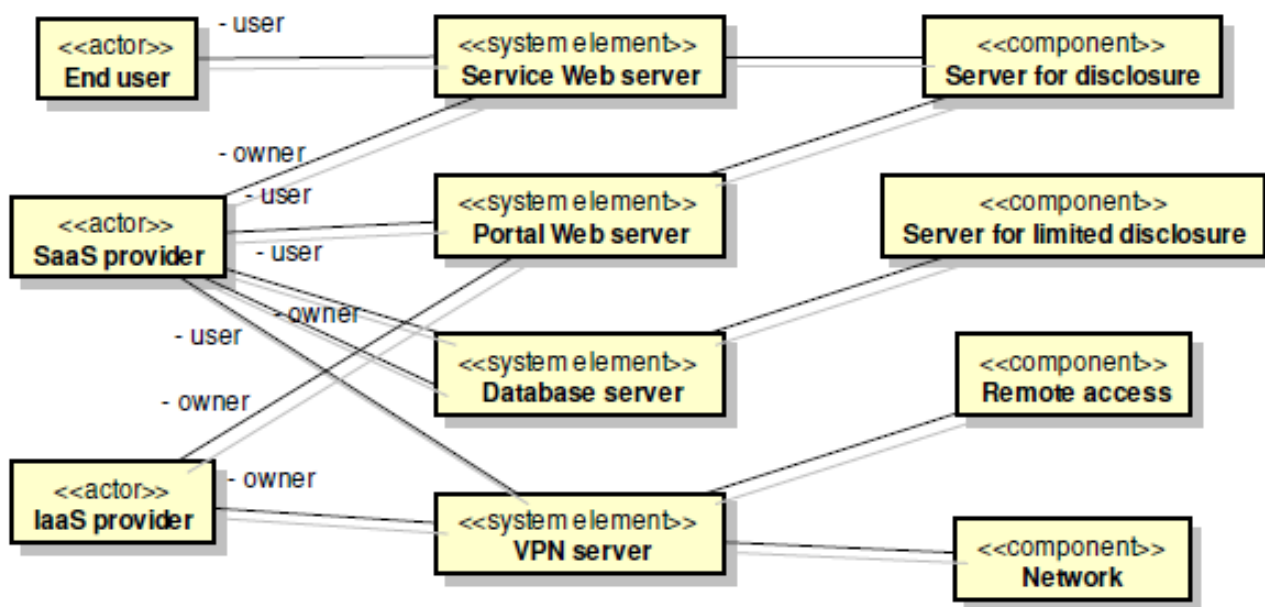 - user
<<actor>>
End user
<<system element>>
Service Web server
<<component>>
Server for disclosure
- owner
- user
<<actor>>
SaaS provider
<<system element>>
Portal Web server
<<component>>
Server for limited disclosure
- user
- owner
- user
<<system element>>
Database server
<<component>>
Remote access
- owner
- owner
<<actor>>
IaaS provider
<<system element>>
VPN server
<<component>>
Network